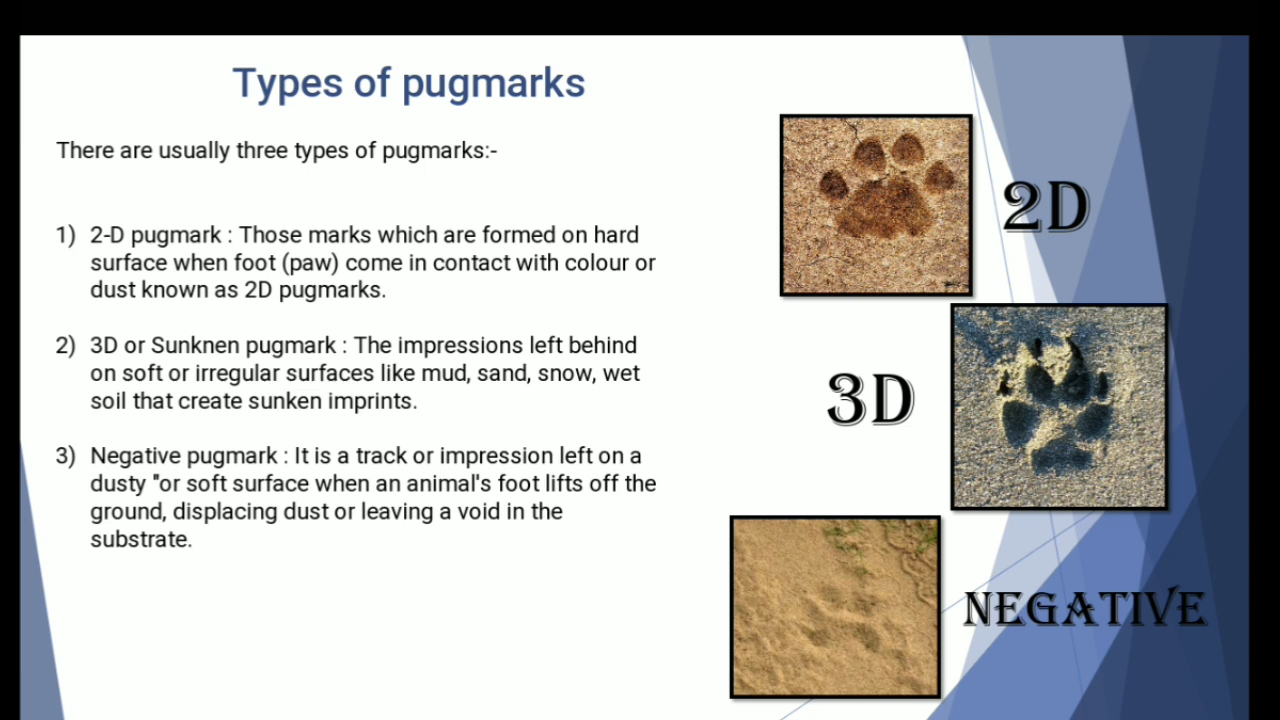 Types of pugmarks
There are usually three types of pugmarks:-
1) 2-D pugmark : Those marks which are formed on hard
surface when foot (paw) come in contact with colour or
dust known as 2D pugmarks.
2) 3D or Sunknen pugmark : The impressions left behind
on soft or irregular surfaces like mud, sand, snow, wet
soil that create sunken imprints.
3) Negative pugmark : It is a track or impression left on a
dusty "or soft surface when an animal's foot lifts off the
ground, displacing dust or leaving a void in the
substrate.
2D
3D
NEGATIVE